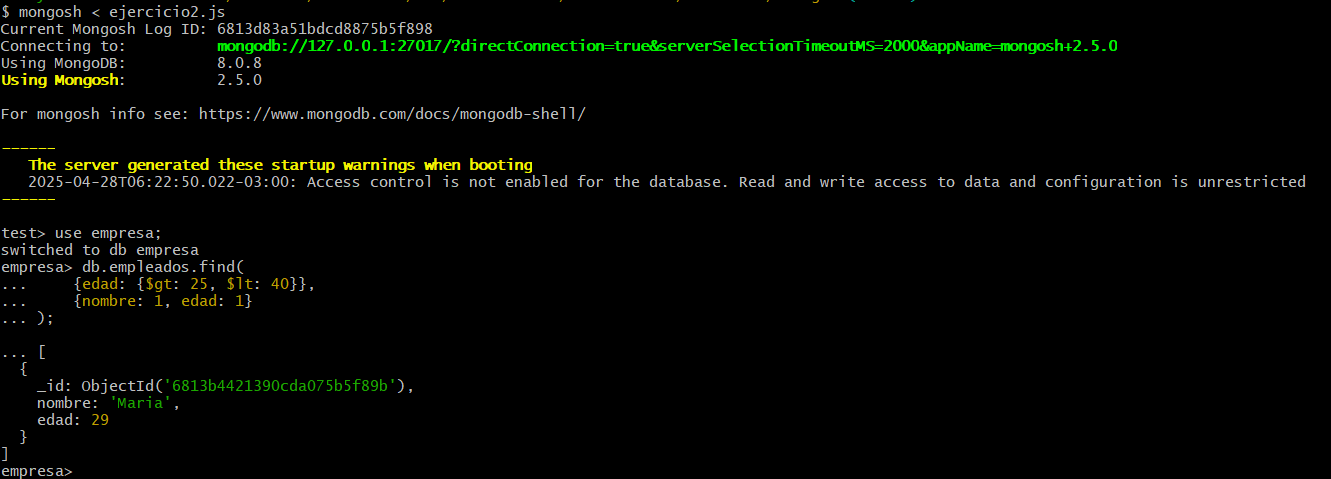 $ mongosh < ejercicio2.js
Current Mongosh Log ID: 6813d83a51bdcd8875b5f898
Connecting to:          mongodb://127.0.0.1:27017/?directConnection=true&serverSelectionTimeoutMS=2000&appName=mongosh+2.5.0
Using MongoDB:          8.0.8
Using Mongosh:          2.5.0

For mongosh info see: https://www.mongodb.com/docs/mongodb-shell/

------
   The server generated these startup warnings when booting
   2025-04-28T06:22:50.022-03:00: Access control is not enabled for the database. Read and write access to data and configuration is unrestricted
------

test> use empresa;
switched to db empresa
empresa> db.empleados.find(
...     {edad: {$gt: 25, $lt: 40}},
...     {nombre: 1, edad: 1}
... );

... [
  {
    _id: ObjectId('6813b4421390cda075b5f89b'),
    nombre: 'Maria',
    edad: 29
  }
]
empresa>